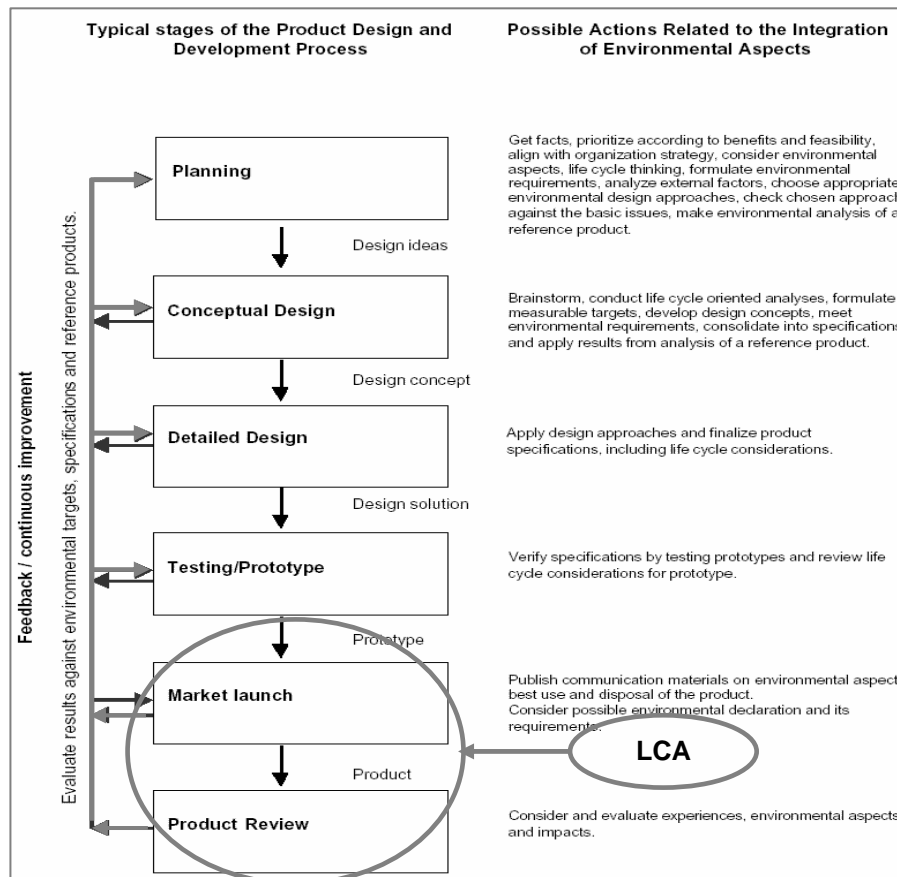 Typical stages of the Product Design and
Development Process
Possible Actions Related to the Integration
of Environmental Aspects
Feedback / continuous improvement
Evaluate results against environmental targets, specifications and reference products.
Planning
Get facts, prioritize according to benefits and feasibility,
align with organization strategy, consider environmental
aspects, life cycle thinking, formulate environmental
requirements, analyze external factors, choose appropriate
environmental design approaches, check chosen approach
against the basic issues, make environmental analysis of a
reference product.
Design ideas
Conceptual Design
Brainstorm, conduct life cycle oriented analyses, formulate
measurable targets, develop design concepts, meet
environmental requirements, consolidate into specifications
and apply results from analysis of a reference product.
Design concept
Detailed Design
Apply design approaches and finalize product
specifications, including life cycle considerations.
Design solution
Testing/Prototype
Verify specifications by testing prototypes and review life
cycle considerations for prototype.
Prototype
Market launch
Publish communication materials on environmental aspect
best use and disposal of the product.
Consider possible environmental declaration and its
requirements.
LCA
Product
Product Review
Consider and evaluate experiences, environmental aspects
and impacts.